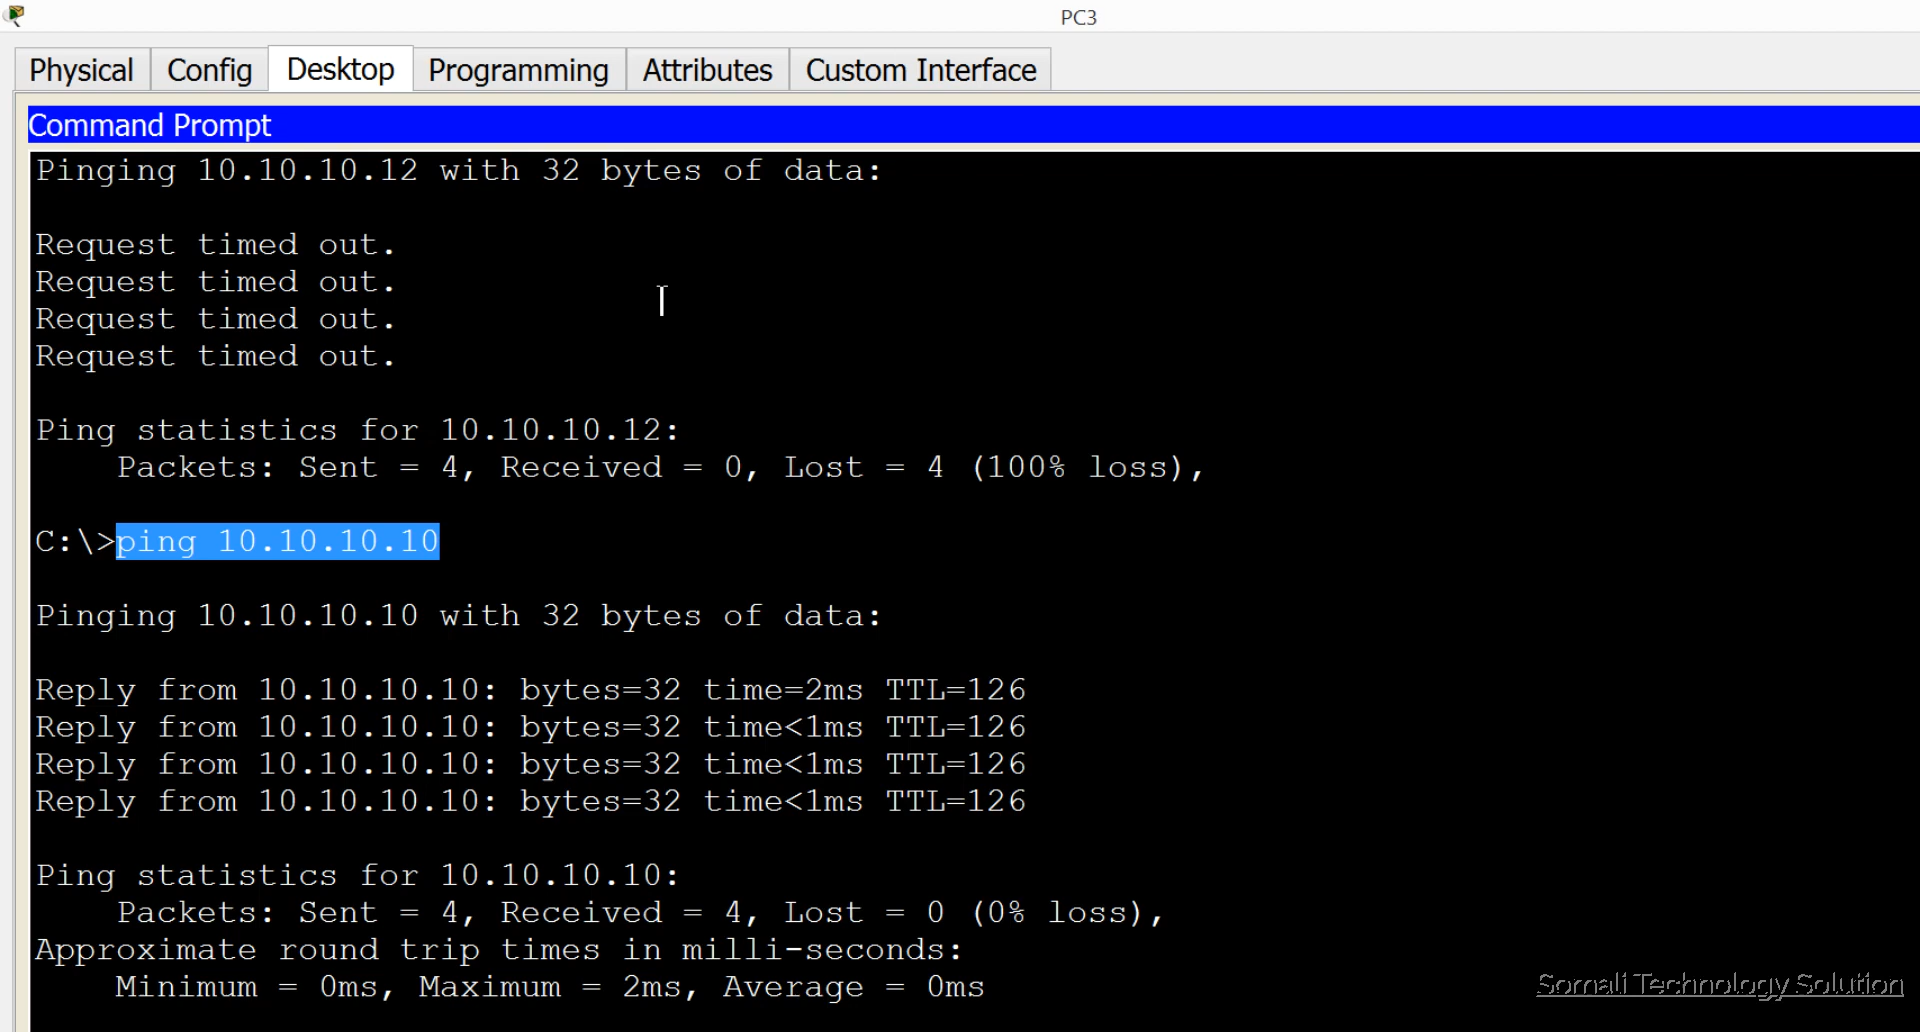 PC3
Physical Config Desktop Programming Attributes Custom Interface
Command Prompt
Pinging 10.10.10.12 with 32 bytes of data:
Request timed out.
Request timed out.
Request timed out.
Request timed out.
Ping statistics for 10.10.10.12:
Packets: Sent = 4, Received = 0, Lost = 4 (100% loss),
C:\>ping 10.10.10.10
Pinging 10.10.10.10 with 32 bytes of data:
Reply from 10.10.10.10: bytes=32 time=2ms TTL=126
Reply from 10.10.10.10: bytes=32 time<1ms TTL=126
Reply from 10.10.10.10: bytes=32 time<1ms TTL=126
Reply from 10.10.10.10: bytes=32 time<1ms TTL=126
Ping statistics for 10.10.10.10:
Packets: Sent = 4, Received = 4, Lost = 0 (0% loss),
Approximate round trip times in milli-seconds:
Minimum = 0ms, Maximum = 2ms, Average = 0ms
Somali Technology Solution